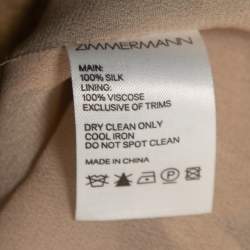 ZIMMERMANN
MAIN:
100% SILK
LINING:
100% VISCOSE
EXCLUSIVE OF TRIMS
DRY CLEAN ONLY
COOL IRON
DO NOT SPOT CLEAN
MADE IN CHINA